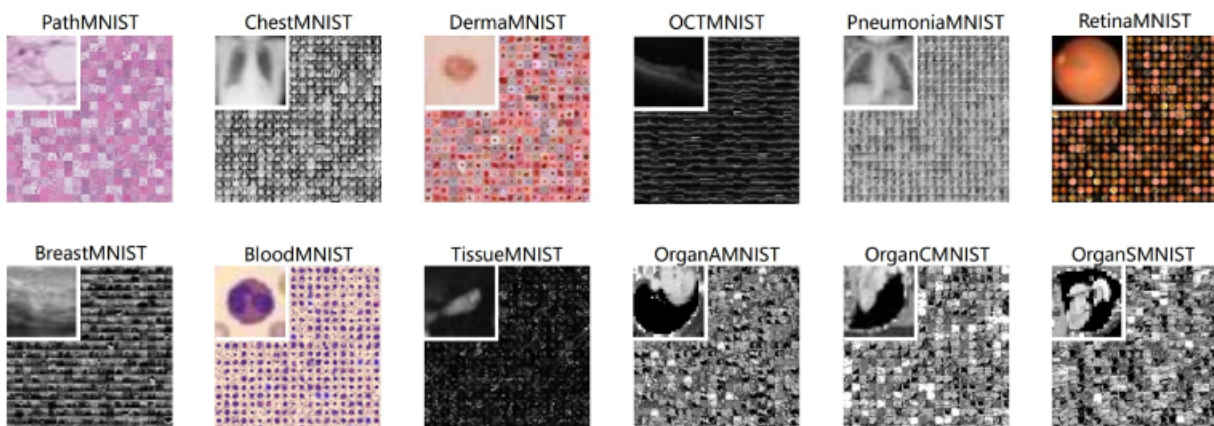 PathMNIST ChestMNIST DermaMNIST OCTMNIST PneumoniaMNIST RetinaMNIST
BreastMNIST BloodMNIST TissueMNIST OrganAMNIST OrganCMNIST OrganSMNIST